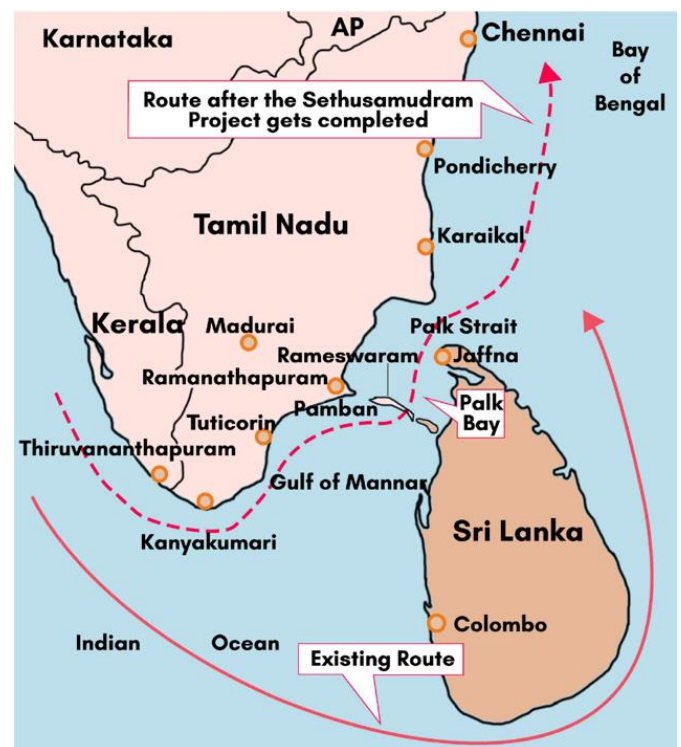 Karnataka
AP
Chennai
Bay
of
Bengal
Route after the Sethusamudram
Project gets completed
Pondicherry
Tamil Nadu
Karaikal
Kerala
Madurai
Palk Strait
Rameswaram
Jaffna
Ramanathapuram
Pamban
Palk
Bay
Tuticorin
Thiruvananthapuram
Gulf of Mannar
Kanyakumari
Sri Lanka
Colombo
Indian
Ocean
Existing Route